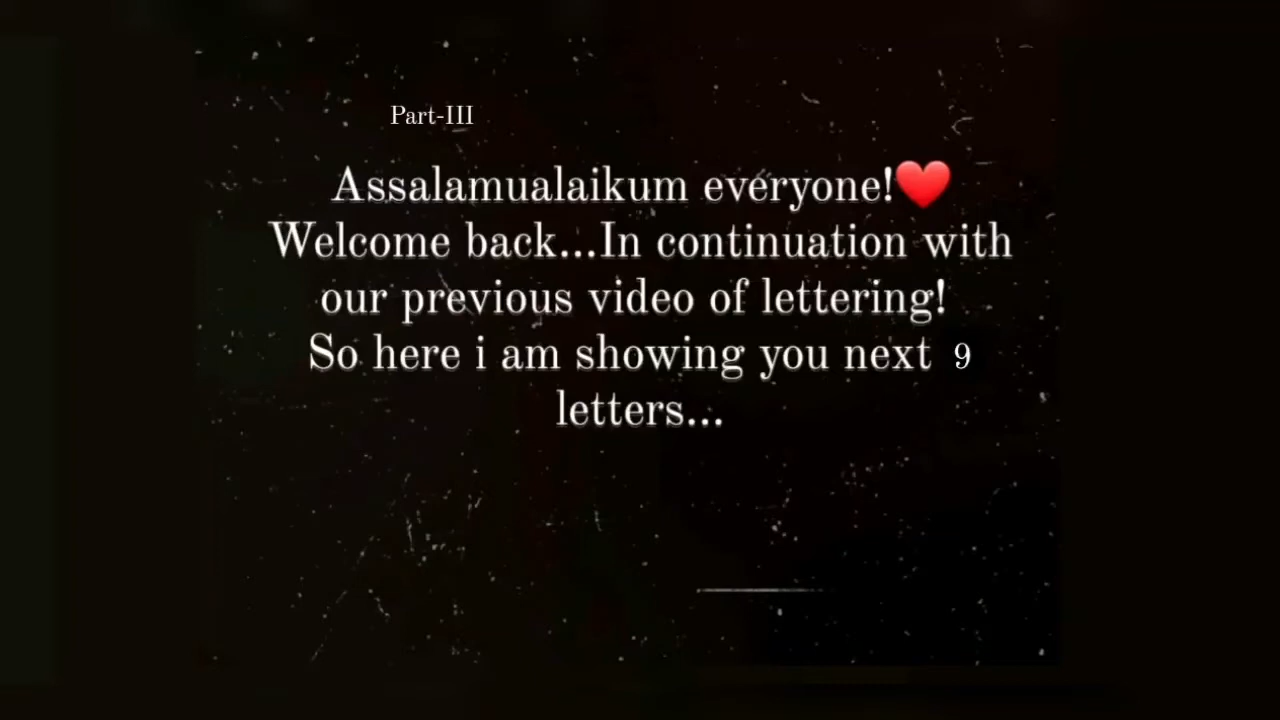 Part-III
Assalamualaikum everyone!❤️
Welcome back...In continuation with
our previous video of lettering!
So here i am showing you next 9
letters...